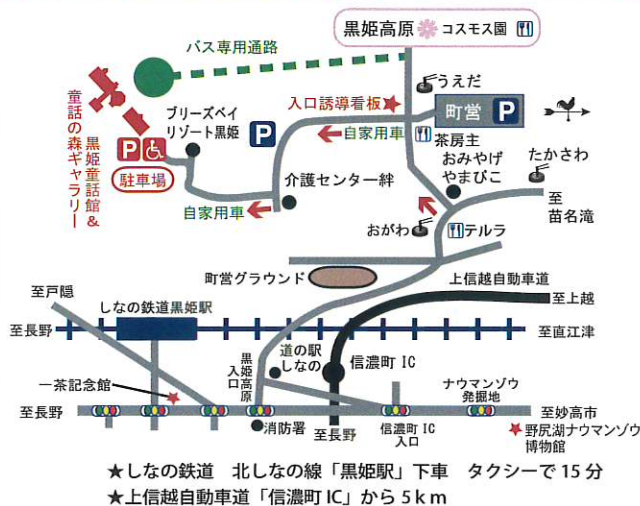 黒姫高原 コスモス園
バス専用通路
うえだ
入口誘導看板
町営 P
ブリーズベイ
リゾート黒姫
P
自家用車
茶房主
おみやげ
やまびこ
たかさわ
童話の森ギャラリー
黒姫童話館&
P
駐車場
介護センター絆
自家用車
至
苗名滝
おがわ
テルラ
町営グラウンド
上信越自動車道
至戸隠
しなの鉄道黒姫駅
至上越
至長野
至直江津
道の駅
しなの
信濃町 IC
黒姫高原
入口
一茶記念館
ナウマンゾウ
発掘地
至長野
至妙高市
消防署
至長野
信濃町 IC
入口
野尻湖ナウマンゾウ
博物館
★しなの鉄道 北しなの線「黒姫駅」下車 タクシーで 15 分
★上信越自動車道「信濃町 IC」から 5 k m